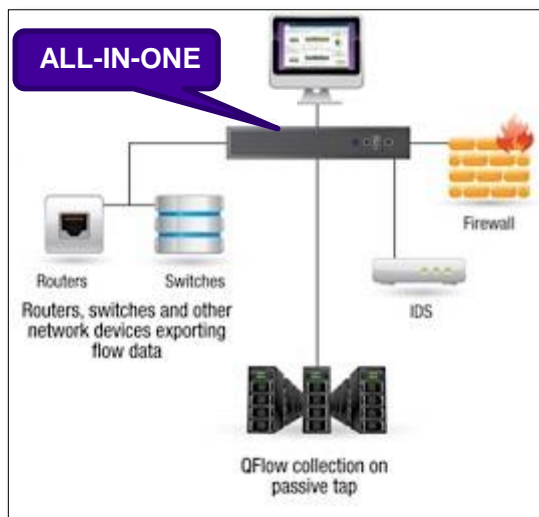 ALL-IN-ONE
Firewall
Routers
Switches
IDS
Routers, switches and other
network devices exporting
flow data
QFlow collection on
passive tap